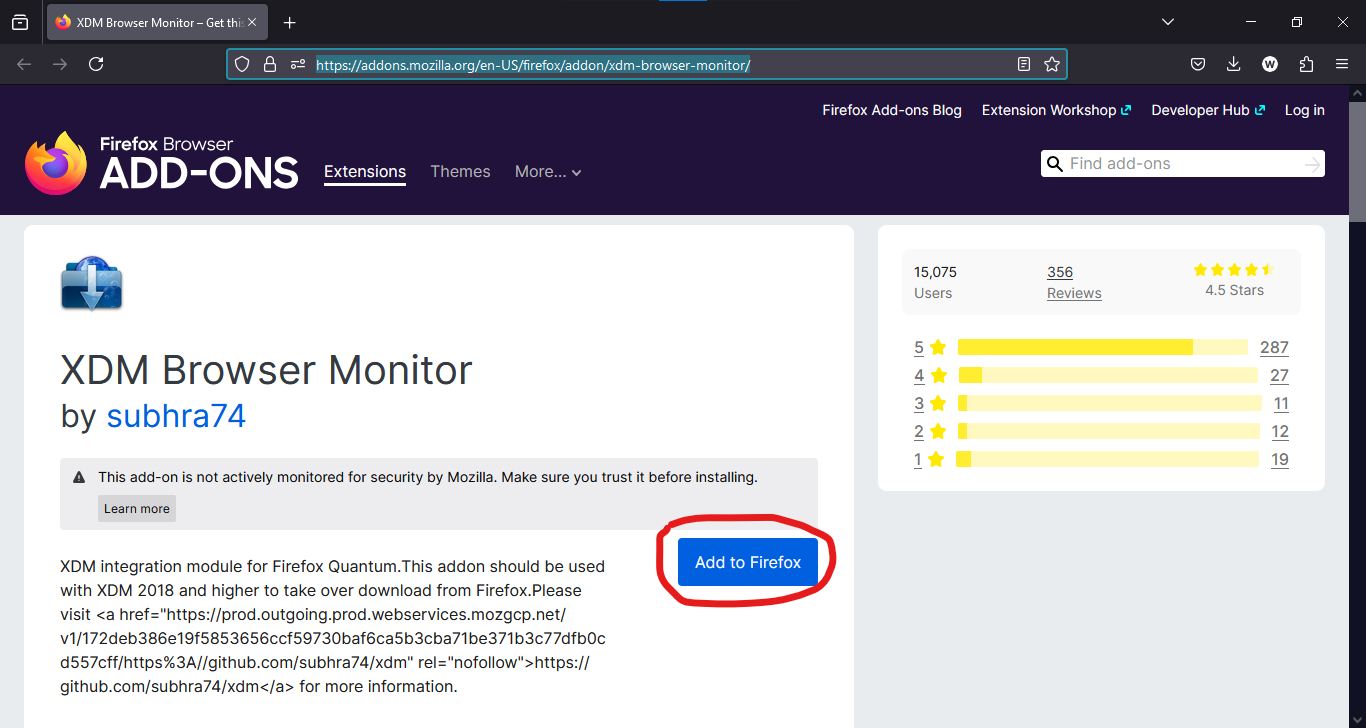 XDM Browser Monitor – Get this
https://addons.mozilla.org/en-US/firefox/addon/xdm-browser-monitor/
W
Firefox Add-ons Blog
Extension Workshop
Developer Hub
Log in
Firefox Browser
ADD-ONS
Extensions
Themes
More...
Find add-ons
XDM Browser Monitor
by subhra74
This add-on is not actively monitored for security by Mozilla. Make sure you trust it before installing.
Learn more
XDM integration module for Firefox Quantum.This addon should be used
with XDM 2018 and higher to take over download from Firefox.Please
visit <a href="https://prod.outgoing.prod.webservices.mozgcp.net/
v1/172deb386e19f5853656ccf59730baf6ca5b3cba71be371b3c77dfb0c
d557cff/https%3A//github.com/subhra74/xdm" rel="nofollow">https://
github.com/subhra74/xdm</a> for more information.
Add to Firefox
15,075
Users
356
Reviews
4.5 Stars
5 287
4 27
3 11
2 12
1 19